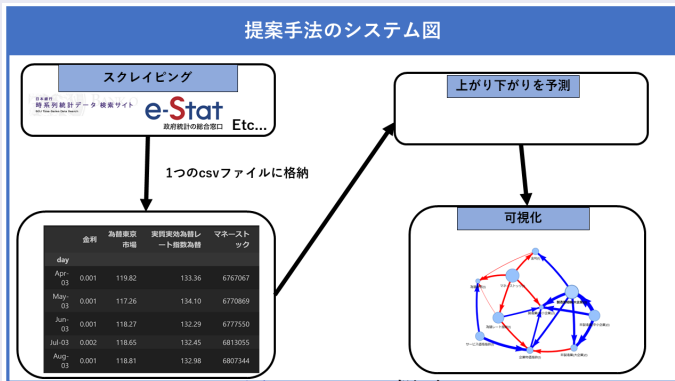 提案手法のシステム図
スクレイピング
日本銀行
時系列統計データ 検索サイト
e-Stat
政府統計の総合窓口
Etc...
1つのcsvファイルに格納
金利 為替東京市場 実質実効為替レート指数為替 マネーストック
day
Apr-03 0.001 119.82 133.36 6767067
May-03 0.001 117.26 134.10 6770869
Jun-03 0.001 118.27 132.29 6777550
Jul-03 0.002 118.65 132.45 6813055
Aug-03 0.001 118.81 132.98 6807344
上がり下がりを予測
可視化